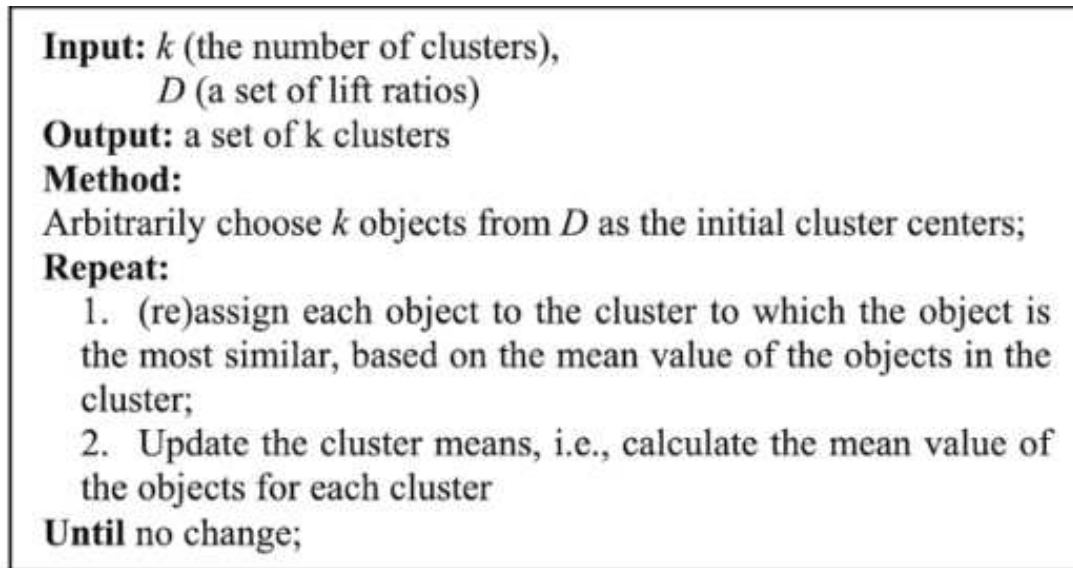 Input: k (the number of clusters),
D (a set of lift ratios)
Output: a set of k clusters
Method:
Arbitrarily choose k objects from D as the initial cluster centers;
Repeat:
1. (re)assign each object to the cluster to which the object is
the most similar, based on the mean value of the objects in the
cluster;
2. Update the cluster means, i.e., calculate the mean value of
the objects for each cluster
Until no change;